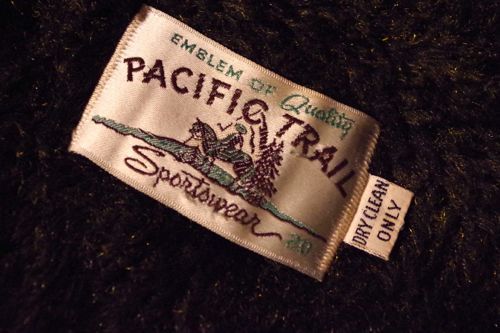 EMBLEM OF Quality
PACIFIC TRAIL
Sportswear
20
DRY CLEAN
ONLY